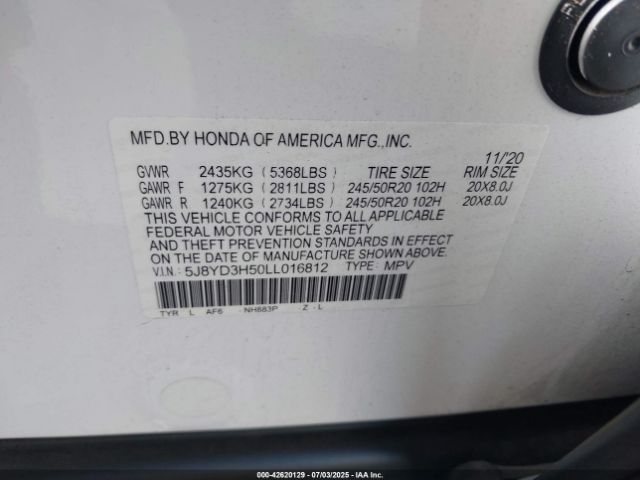 MFD.BY HONDA OF AMERICA MFG.,INC.
11/'20
GVWR 2435KG (5368LBS) TIRE SIZE RIM SIZE
GAWR F 1275KG (2811LBS) 245/50R20 102H 20X8.0J
GAWR R 1240KG (2734LBS) 245/50R20 102H 20X8.0J
THIS VEHICLE CONFORMS TO ALL APPLICABLE
FEDERAL MOTOR VEHICLE SAFETY
AND THEFT PREVENTION STANDARDS IN EFFECT
ON THE DATE OF MANUFACTURE SHOWN ABOVE.
V.I.N.: 5J8YD3H50LL016812 TYPE: MPV
TYR L AF6 -NH883P -Z -L
000-42620129 - 07/03/2025 - IAA Inc.